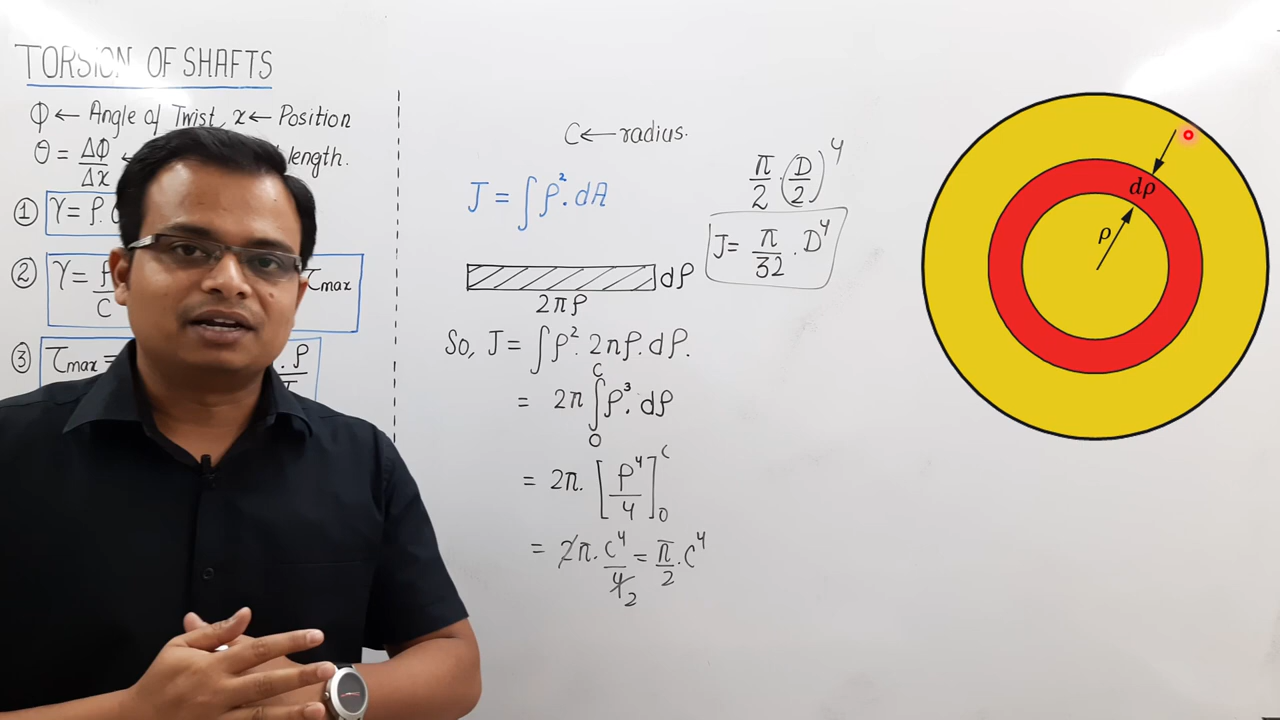 TORSION OF SHAFTS
Φ ← Angle of Twist, x ← Position
θ = ΔΦ/Δx ← length.
① γ = ρ.
② γ = ρ/C τmax
③ τmax = . ρ
C ← radius.
J = ∫ρ².dA
dρ
2πρ
So, J = ∫ρ².2πρ.dρ.
= 2π ∫₀ᶜ ρ³.dρ
= 2π.[ρ⁴/4]₀ᶜ
= 2π.C⁴/4 2 = π/2.C⁴
π/2.(D/2)⁴
J = π/32.D⁴
dρ
ρ